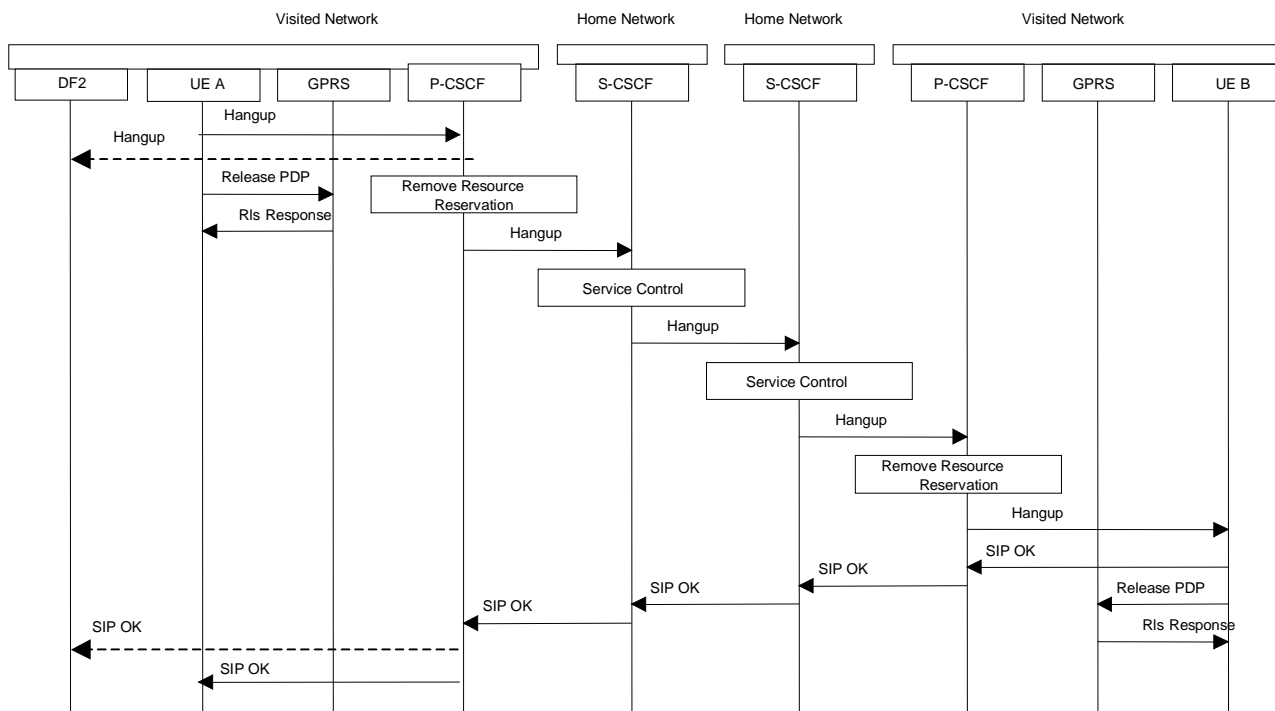 Visited Network
Home Network
Home Network
Visited Network
DF2
UE A
GPRS
P-CSCF
S-CSCF
S-CSCF
P-CSCF
GPRS
UE B
Hangup
Hangup
Release PDP
Remove Resource
Reservation
Rls Response
Hangup
Service Control
Hangup
Service Control
Hangup
Remove Resource
Reservation
Hangup
SIP OK
SIP OK
SIP OK
Release PDP
SIP OK
SIP OK
Rls Response
SIP OK